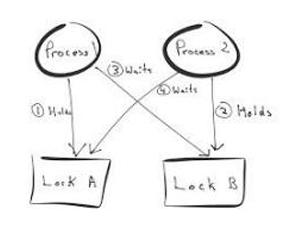 Process 1
Process 2
③ Waits
④ Waits
① Holds
② Holds
Lock A
Lock B